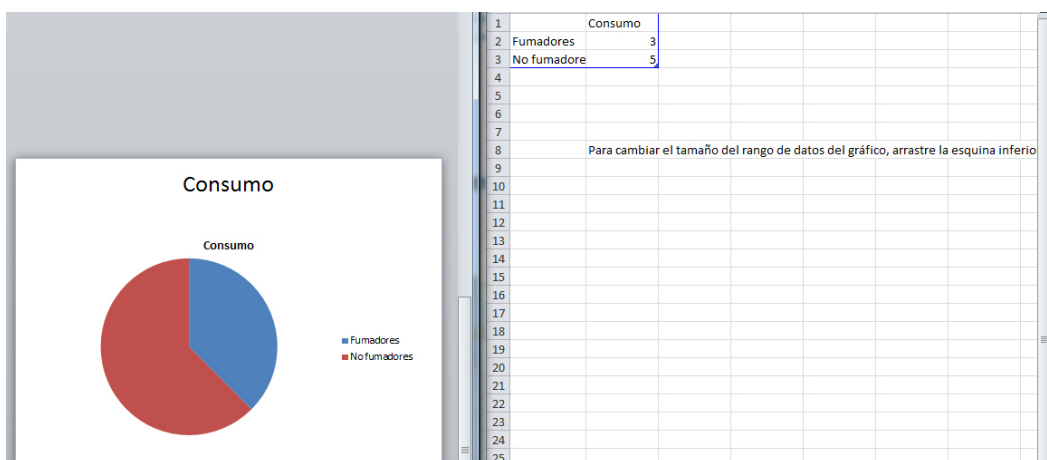 Consumo
Consumo
Fumadores
No fumadores
1 Consumo
2 Fumadores 3
3 No fumadore 5
4
5
6
7
8 Para cambiar el tamaño del rango de datos del gráfico, arrastre la esquina inferio
9
10
11
12
13
14
15
16
17
18
19
20
21
22
23
24
25